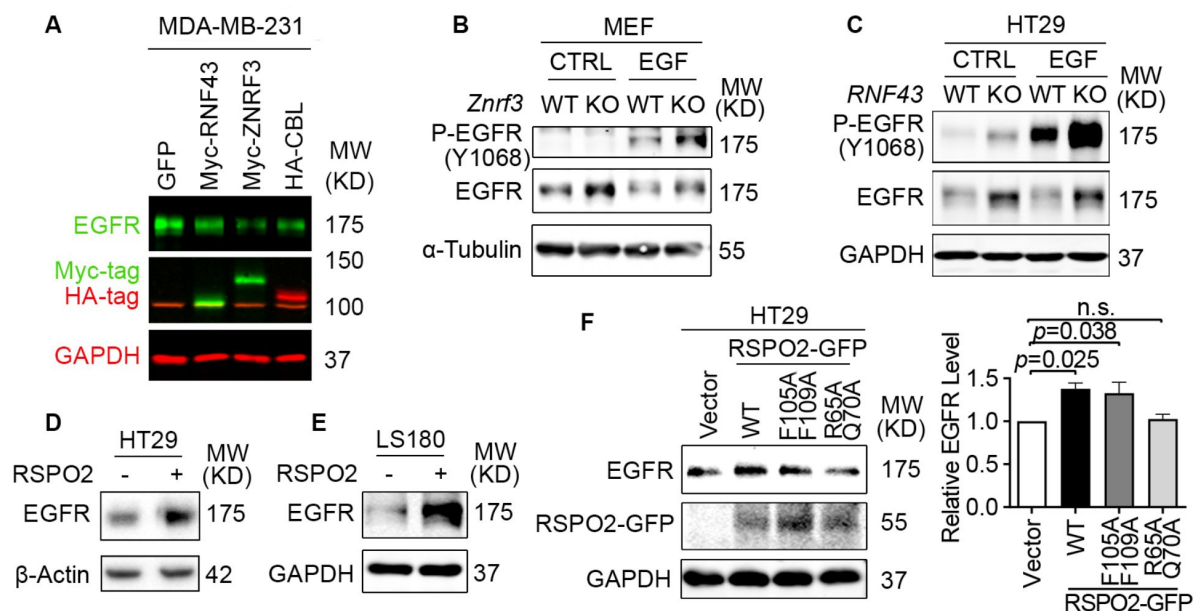 A
MDA-MB-231
GFP
Myc-RNF43
Myc-ZNRF3
HA-CBL
MW
(KD)
EGFR
175
150
Myc-tag
HA-tag
100
GAPDH
37
B
MEF
CTRL EGF
MW
(KD)
Znrf3 WT KO WT KO
P-EGFR
(Y1068)
175
EGFR
175
α-Tubulin
55
C
HT29
CTRL EGF
MW
(KD)
RNF43 WT KO WT KO
P-EGFR
(Y1068)
175
EGFR
175
GAPDH
37
D
HT29
MW
(KD)
RSPO2 - +
EGFR
175
β-Actin
42
E
LS180
MW
(KD)
RSPO2 - +
EGFR
175
GAPDH
37
F
HT29
RSPO2-GFP
Vector
WT
F105A
F109A
R65A
Q70A
MW
(KD)
EGFR
175
RSPO2-GFP
55
GAPDH
37
n.s.
p=0.038
p=0.025
Relative EGFR Level
1.5
1.0
0.5
0.0
Vector
WT
F105A
F109A
R65A
Q70A
RSPO2-GFP